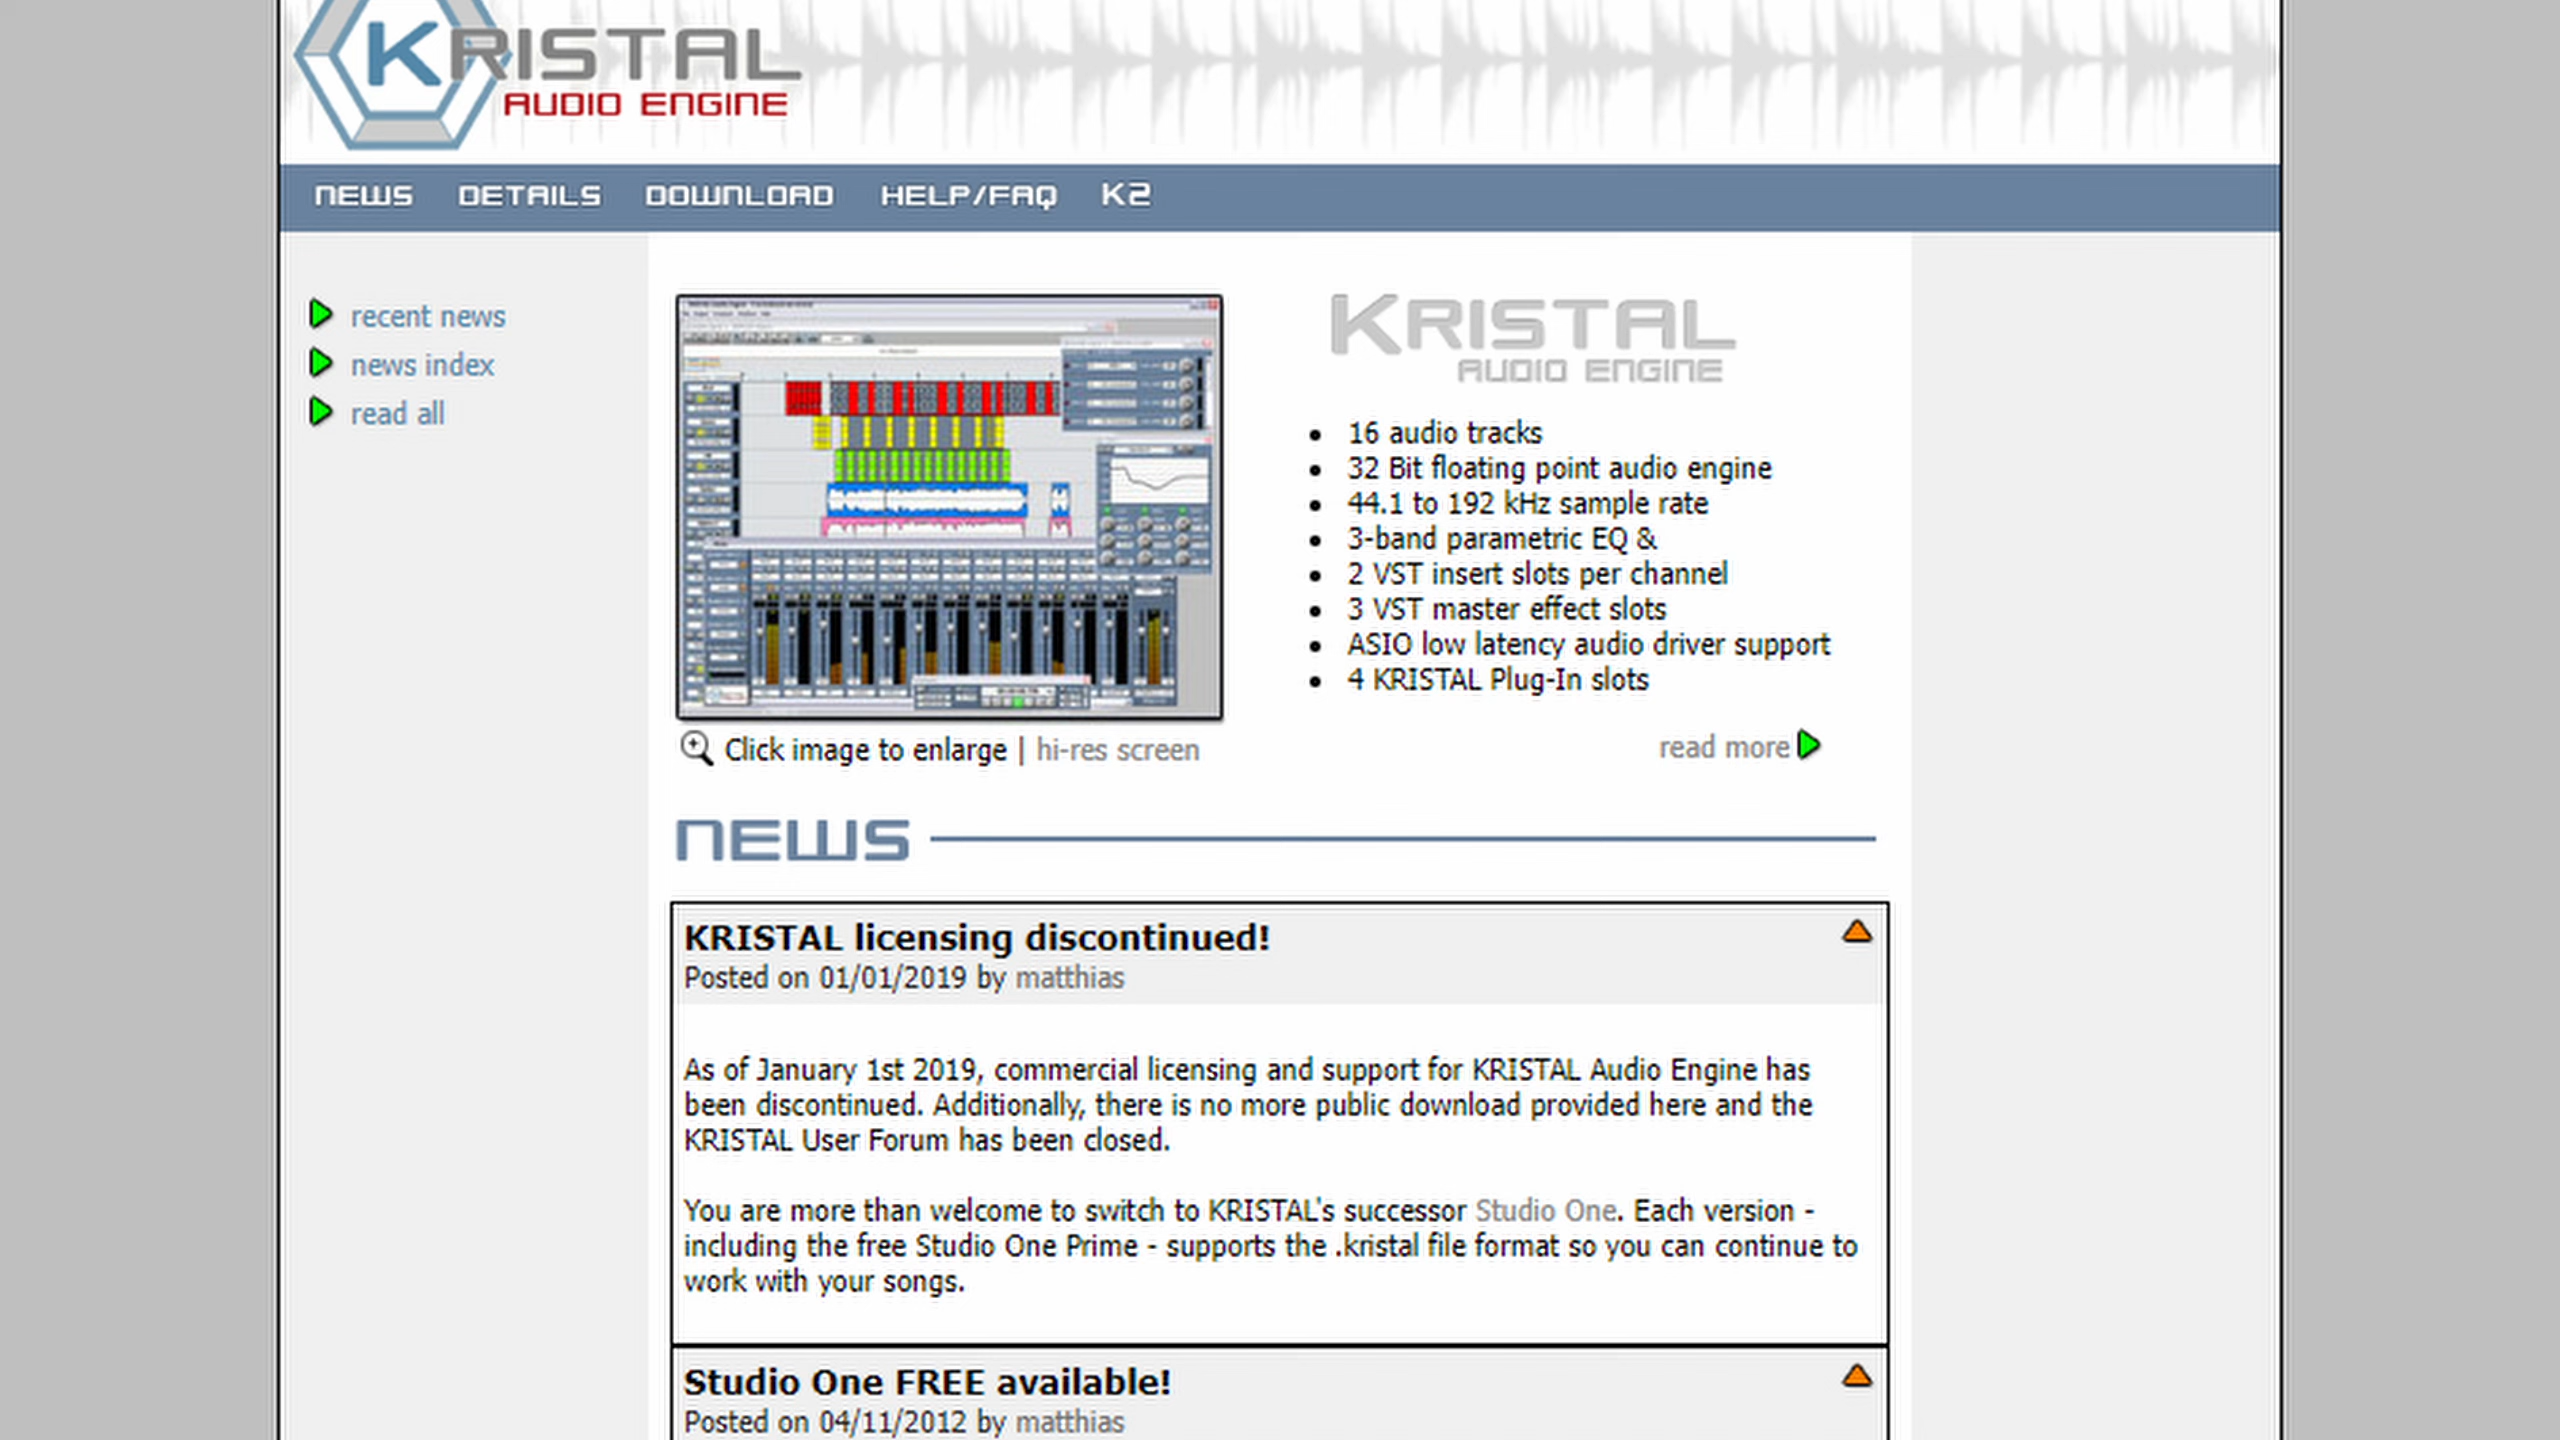 KRISTAL
AUDIO ENGINE
NEWS DETAILS DOWNLOAD HELP/FAQ K2
recent news
news index
read all
KRISTAL
AUDIO ENGINE
16 audio tracks
32 Bit floating point audio engine
44.1 to 192 kHz sample rate
3-band parametric EQ &
2 VST insert slots per channel
3 VST master effect slots
ASIO low latency audio driver support
4 KRISTAL Plug-In slots
Click image to enlarge | hi-res screen
read more
NEWS
KRISTAL licensing discontinued!
Posted on 01/01/2019 by matthias
As of January 1st 2019, commercial licensing and support for KRISTAL Audio Engine has
been discontinued. Additionally, there is no more public download provided here and the
KRISTAL User Forum has been closed.
You are more than welcome to switch to KRISTAL's successor Studio One. Each version -
including the free Studio One Prime - supports the .kristal file format so you can continue to
work with your songs.
Studio One FREE available!
Posted on 04/11/2012 by matthias